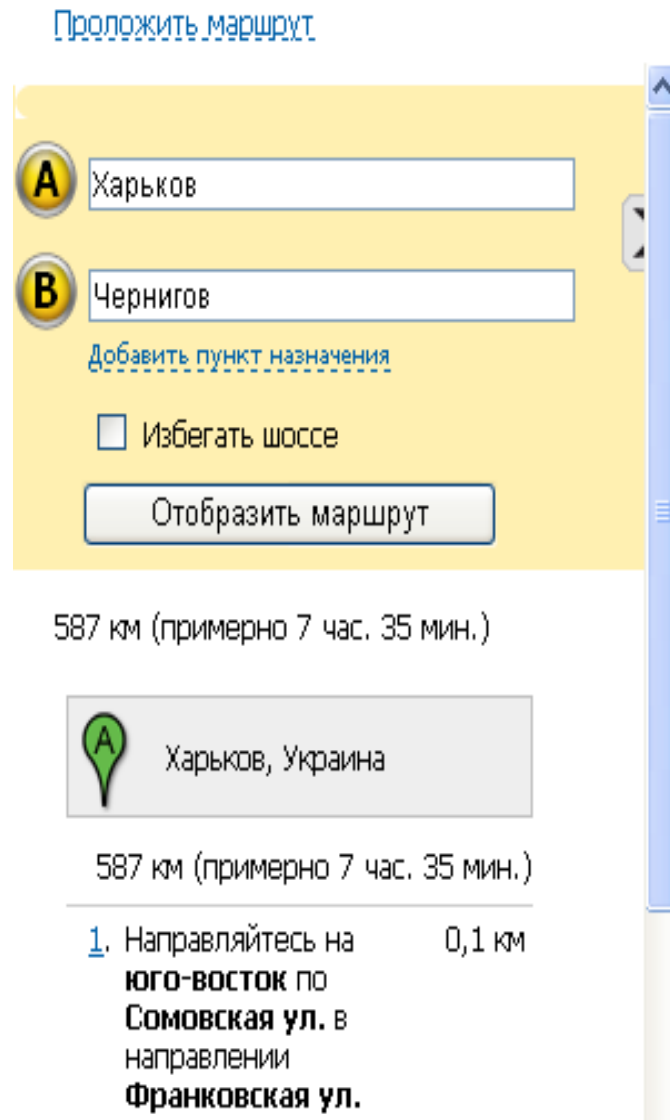 Проложить маршрут
A Харьков
B Чернигов
Добавить пункт назначения
Избегать шоссе
Отобразить маршрут
587 км (примерно 7 час. 35 мин.)
A Харьков, Украина
587 км (примерно 7 час. 35 мин.)
1. Направляйтесь на 0,1 км
юго-восток по
Сомовская ул. в
направлении
Франковская ул.